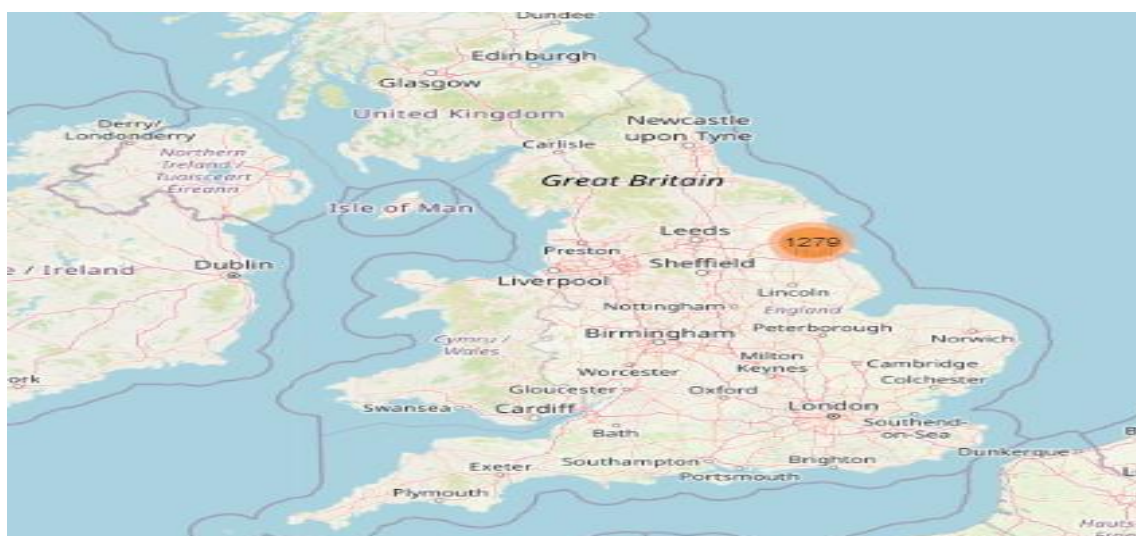 Dundee
Edinburgh
Glasgow
United Kingdom
Derry/
Londonderry
Newcastle
upon Tyne
Carlisle
Northern
Ireland /
Tuaisceart
Éireann
Great Britain
Isle of Man
Leeds
1279
Preston
e / Ireland
Dublin
Sheffield
Liverpool
Lincoln
Nottingham
England
Birmingham
Peterborough
Norwich
Cymru /
Wales
Milton
Keynes
Cambridge
Worcester
Colchester
Gloucester
Oxford
ork
Swansea
Cardiff
London
Southend-
on-Sea
Bath
B
Dunkerque
Southampton
Brighton
Exeter
Portsmouth
L
Plymouth
Hauts